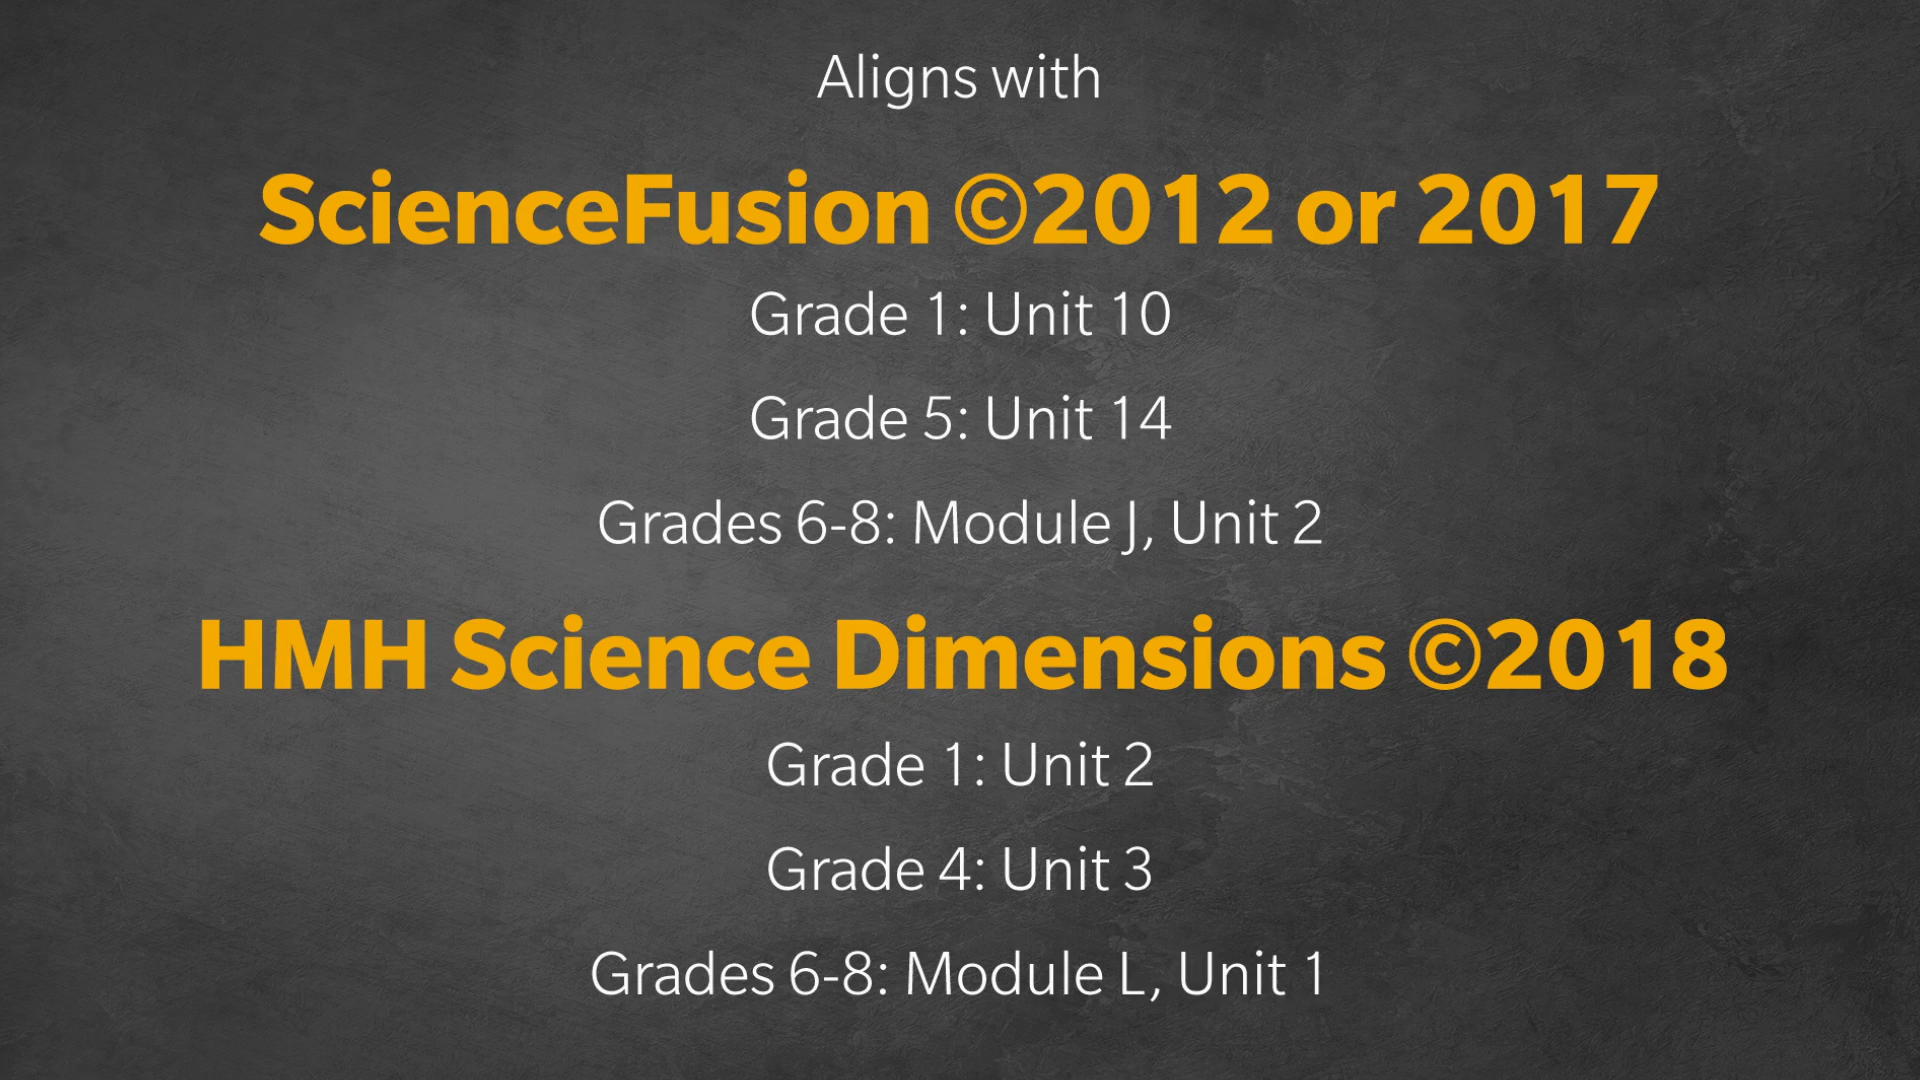 Aligns with
ScienceFusion ©2012 or 2017
Grade 1: Unit 10
Grade 5: Unit 14
Grades 6-8: Module J, Unit 2
HMH Science Dimensions ©2018
Grade 1: Unit 2
Grade 4: Unit 3
Grades 6-8: Module L, Unit 1